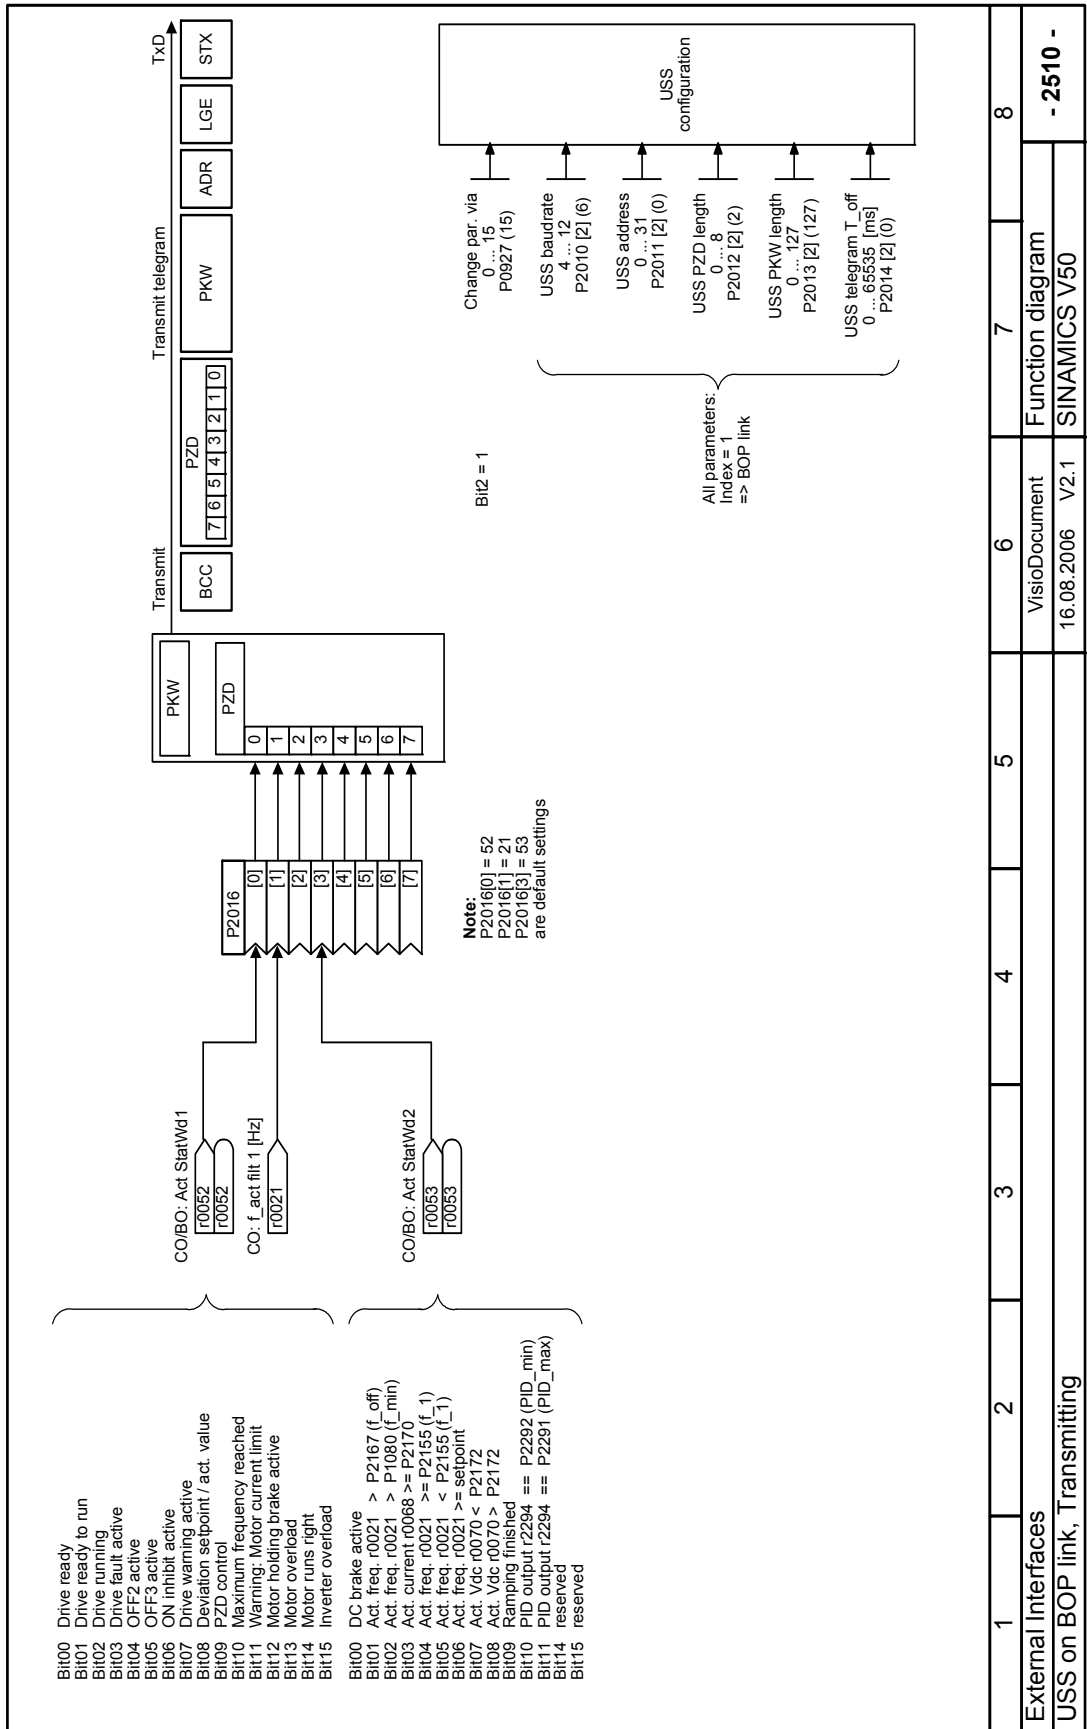 Bit00 Drive ready
Bit01 Drive ready to run
Bit02 Drive running
Bit03 Drive fault active
Bit04 OFF2 active
Bit05 OFF3 active
Bit06 ON inhibit active
Bit07 Drive warning active
Bit08 Deviation setpoint / act. value
Bit09 PZD control
Bit10 Maximum frequency reached
Bit11 Warning: Motor current limit
Bit12 Motor holding brake active
Bit13 Motor overload
Bit14 Motor runs right
Bit15 Inverter overload
Bit00 DC brake active
Bit01 Act. freq. r0021 > P2167 (f_off)
Bit02 Act. freq. r0021 > P1080 (f_min)
Bit03 Act. current r0068 >= P2170
Bit04 Act. freq. r0021 >= P2155 (f_1)
Bit05 Act. freq. r0021 < P2155 (f_1)
Bit06 Act. freq. r0021 >= setpoint
Bit07 Act. Vdc r0070 < P2172
Bit08 Act. Vdc r0070 > P2172
Bit09 Ramping finished
Bit10 PID output r2294 == P2292 (PID_min)
Bit11 PID output r2294 == P2291 (PID_max)
Bit14 reserved
Bit15 reserved
CO/BO: Act StatWd1
r0052
r0052
CO: f_act filt 1 [Hz]
r0021
CO/BO: Act StatWd2
r0053
r0053
P2016
[0]
[1]
[2]
[3]
[4]
[5]
[6]
[7]
Note:
P2016[0] = 52
P2016[1] = 21
P2016[3] = 53
are default settings
PKW
PZD
0
1
2
3
4
5
6
7
Transmit
Transmit telegram
TxD
BCC
PZD
7 6 5 4 3 2 1 0
PKW
ADR
LGE
STX
Bit2 = 1
All parameters:
Index = 1
=> BOP link
Change par. via
0 ... 15
P0927 (15)
USS baudrate
4 ... 12
P2010 [2] (6)
USS address
0 ... 31
P2011 [2] (0)
USS PZD length
0 ... 8
P2012 [2] (2)
USS PKW length
0 ... 127
P2013 [2] (127)
USS telegram T_off
0 ... 65535 [ms]
P2014 [2] (0)
USS
configuration
1 2 3 4 5 6 7 8
External Interfaces
USS on BOP link, Transmitting
VisioDocument
16.08.2006 V2.1
Function diagram
SINAMICS V50
- 2510 -